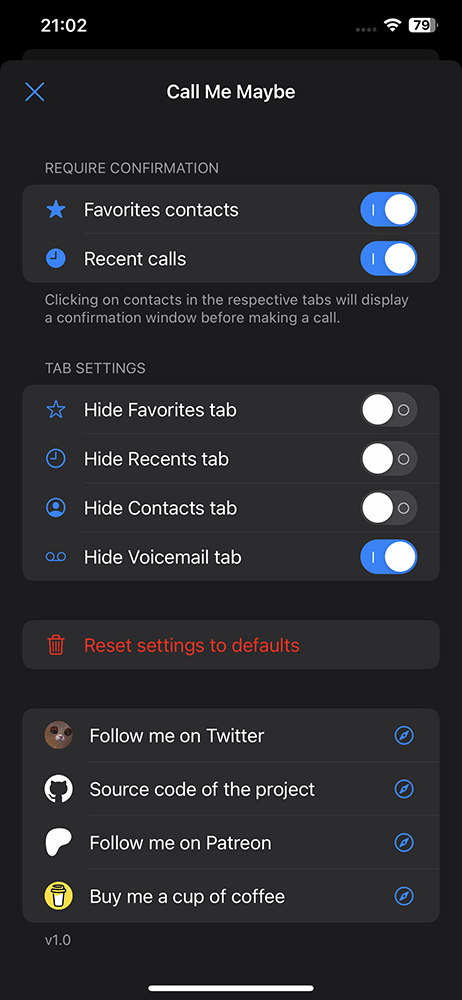 21:02
79
Call Me Maybe
REQUIRE CONFIRMATION
Favorites contacts
Recent calls
Clicking on contacts in the respective tabs will display
a confirmation window before making a call.
TAB SETTINGS
Hide Favorites tab
Hide Recents tab
Hide Contacts tab
Hide Voicemail tab
Reset settings to defaults
Follow me on Twitter
Source code of the project
Follow me on Patreon
Buy me a cup of coffee
v1.0